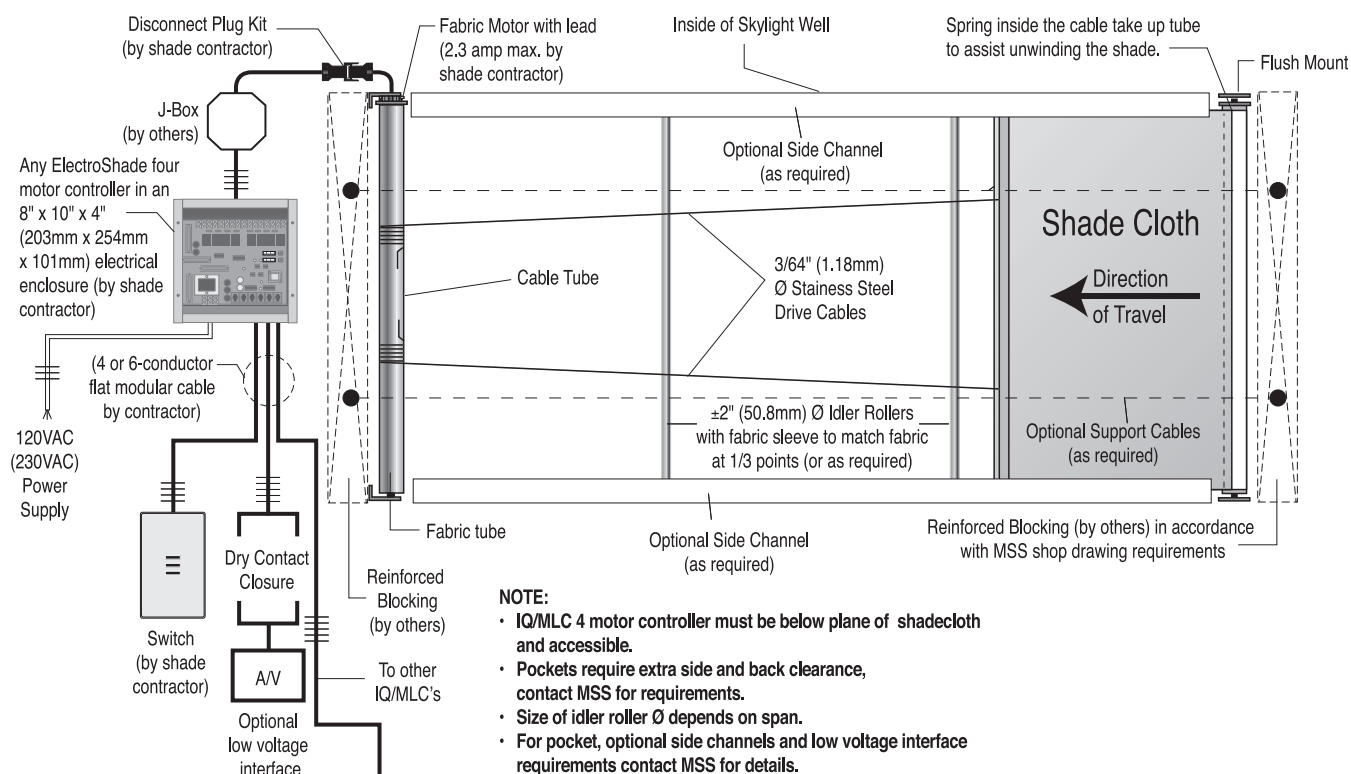 Disconnect Plug Kit
(by shade contractor)
Fabric Motor with lead
(2.3 amp max. by
shade contractor)
Inside of Skylight Well
Spring inside the cable take up tube
to assist unwinding the shade.
Flush Mount
J-Box
(by others)
Any ElectroShade four
motor controller in an
8" x 10" x 4"
(203mm x 254mm
x 101mm) electrical
enclosure (by shade
contractor)
Optional Side Channel
(as required)
Shade Cloth
Direction
of Travel
Cable Tube
3/64" (1.18mm)
Ø Stainless Steel
Drive Cables
(4 or 6-conductor
flat modular cable
by contractor)
±2" (50.8mm) Ø Idler Rollers
with fabric sleeve to match fabric
at 1/3 points (or as required)
Optional Support Cables
(as required)
120VAC
(230VAC)
Power
Supply
Fabric tube
Optional Side Channel
(as required)
Reinforced Blocking (by others) in accordance
with MSS shop drawing requirements
Dry Contact
Closure
Reinforced
Blocking
(by others)
Switch
(by shade
contractor)
A/V
To other
IQ/MLC's
Optional
low voltage
interface
NOTE:
• IQ/MLC 4 motor controller must be below plane of shadecloth
and accessible.
• Pockets require extra side and back clearance,
contact MSS for requirements.
• Size of idler roller Ø depends on span.
• For pocket, optional side channels and low voltage interface
requirements contact MSS for details.